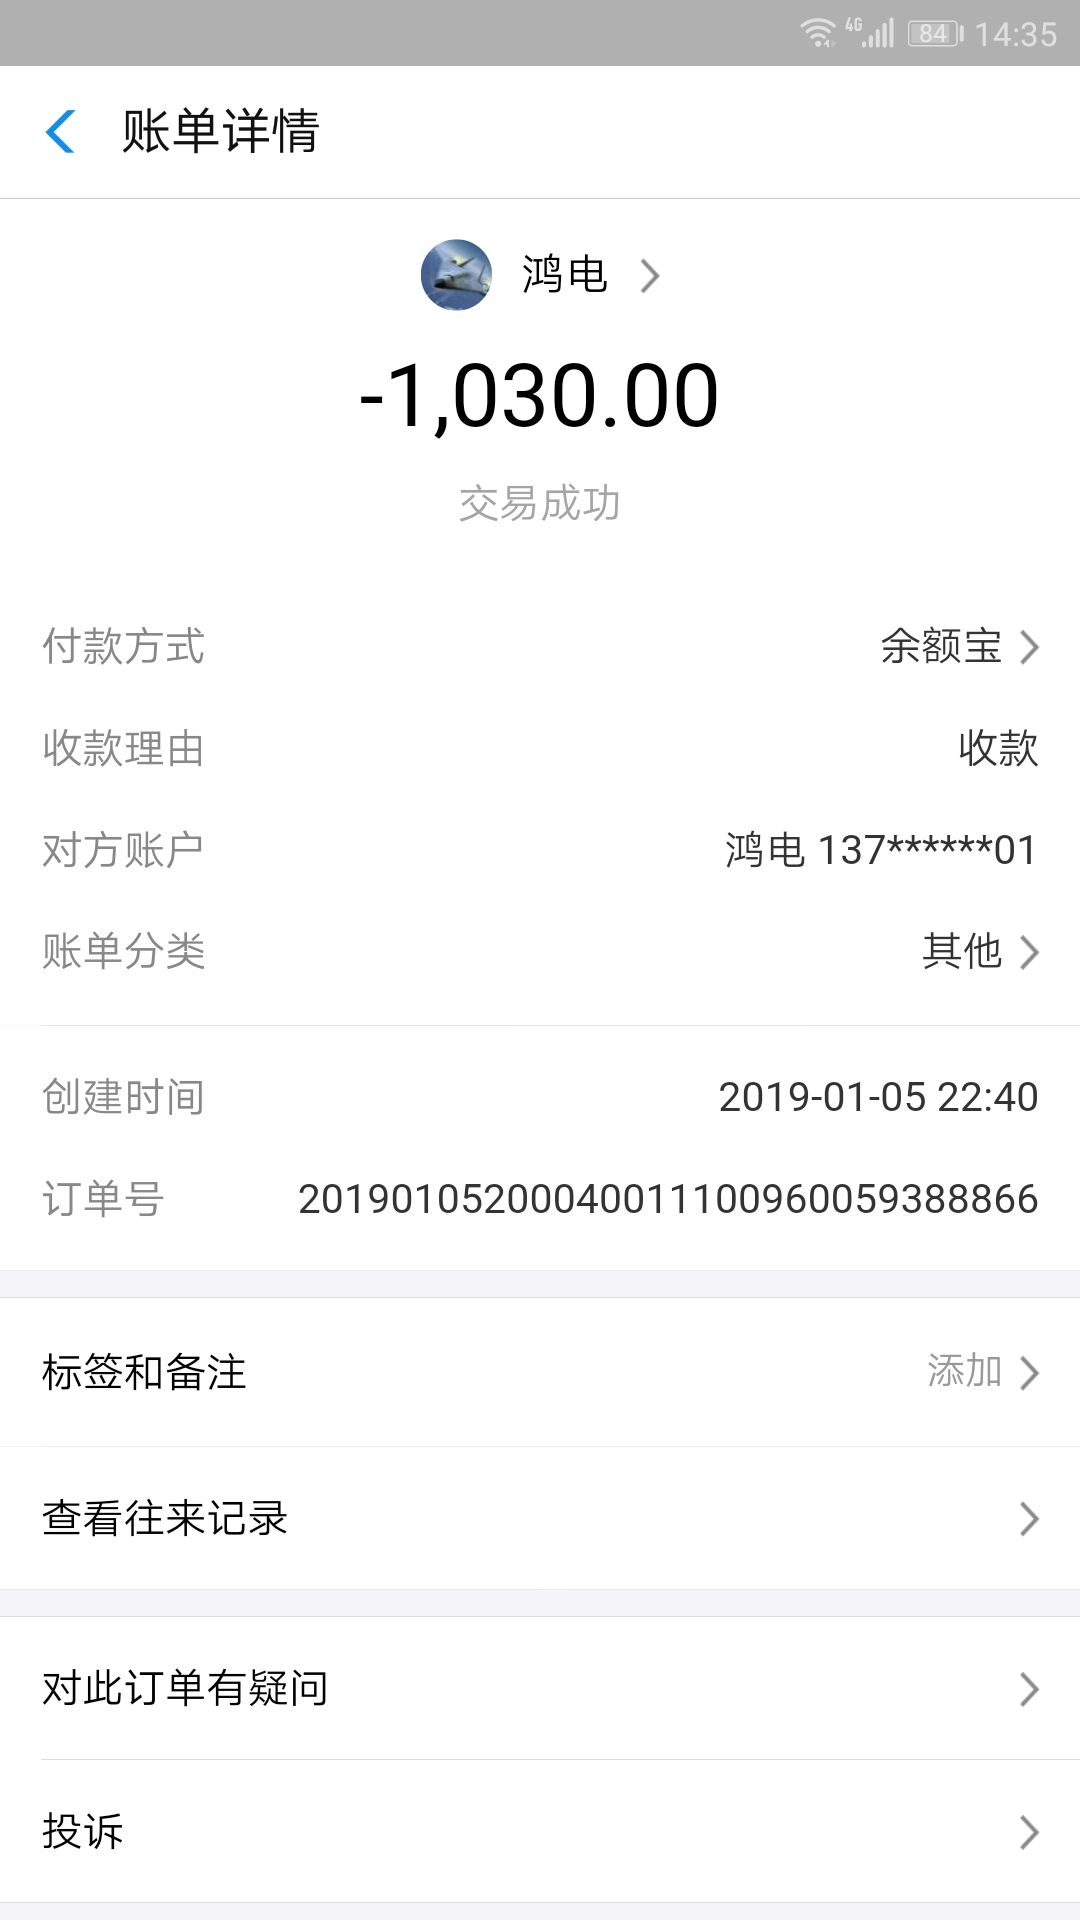 4G 84 14:35
账单详情
鸿电
-1,030.00
交易成功
付款方式 余额宝
收款理由 收款
对方账户 鸿电 137******01
账单分类 其他
创建时间 2019-01-05 22:40
订单号 20190105200040011100960059388866
标签和备注 添加
查看往来记录
对此订单有疑问
投诉